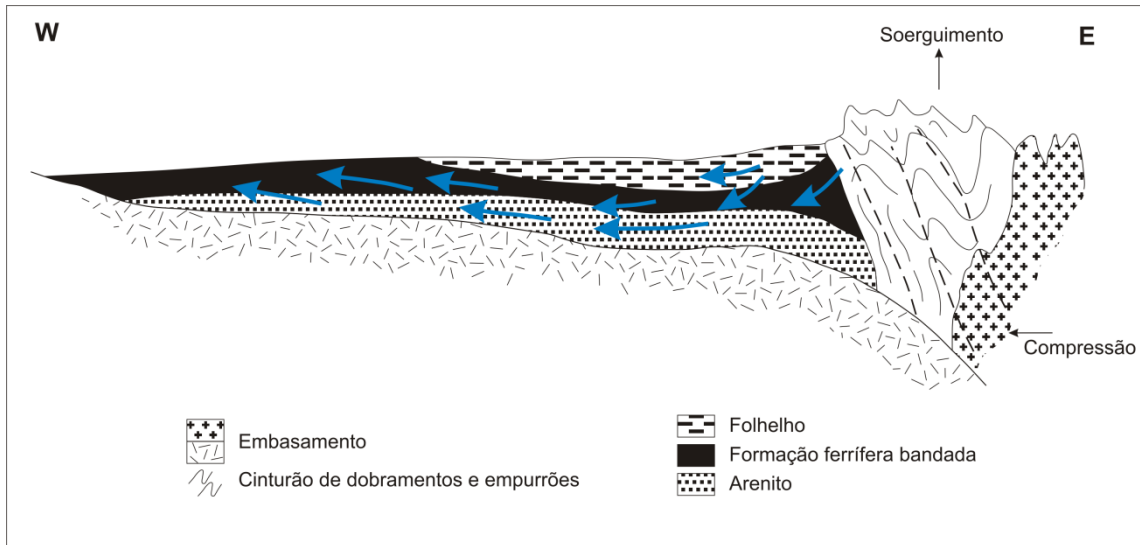 W
Soerguimento
E
Compressão
Embasamento
Cinturão de dobramentos e empurrões
Folhelho
Formação ferrífera bandada
Arenito